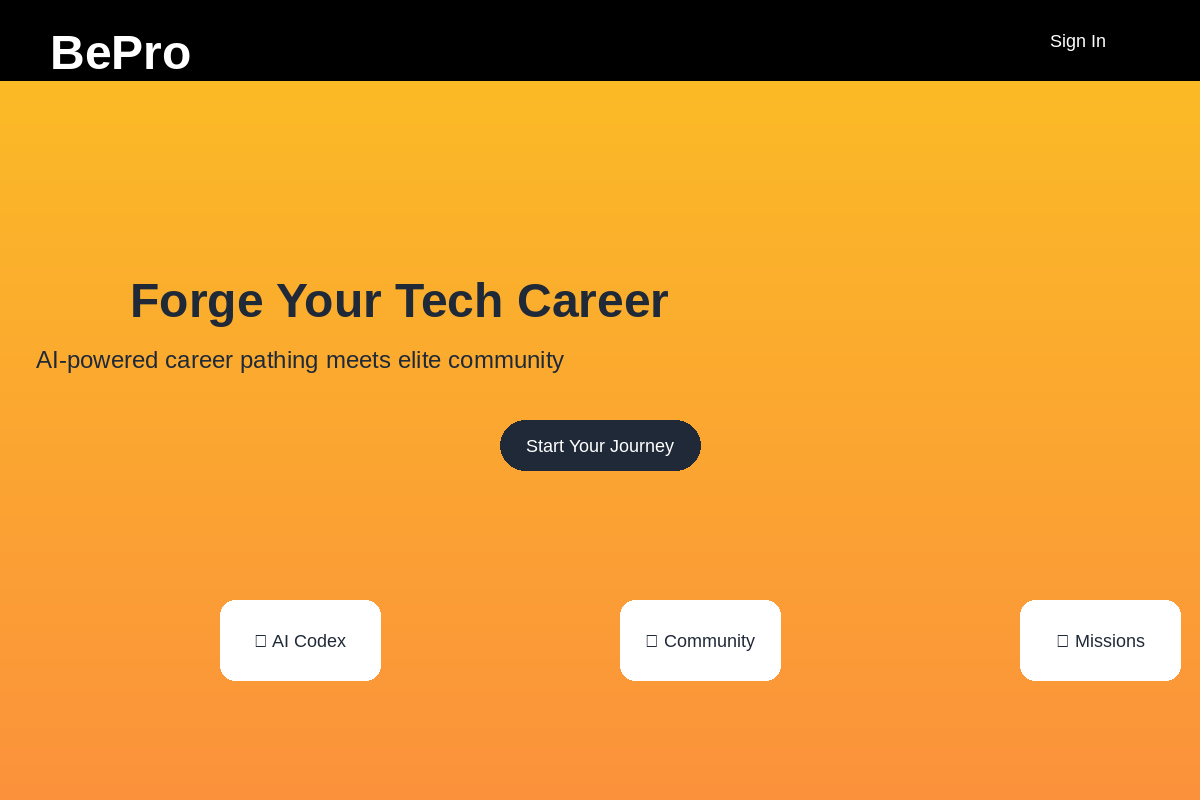 BePro
Sign In
Forge Your Tech Career
AI-powered career pathing meets elite community
Start Your Journey
□ AI Codex
□ Community
□ Missions